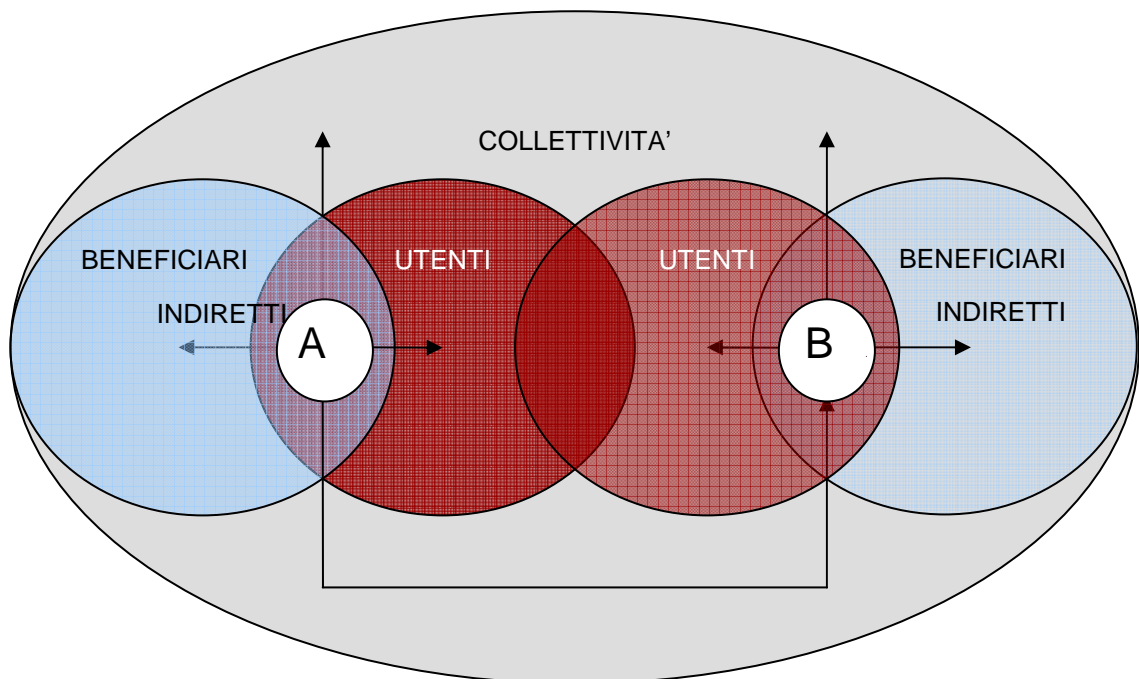 COLLETTIVITA’
BENEFICIARI
INDIRETTI
UTENTI
UTENTI
BENEFICIARI
INDIRETTI
A
B